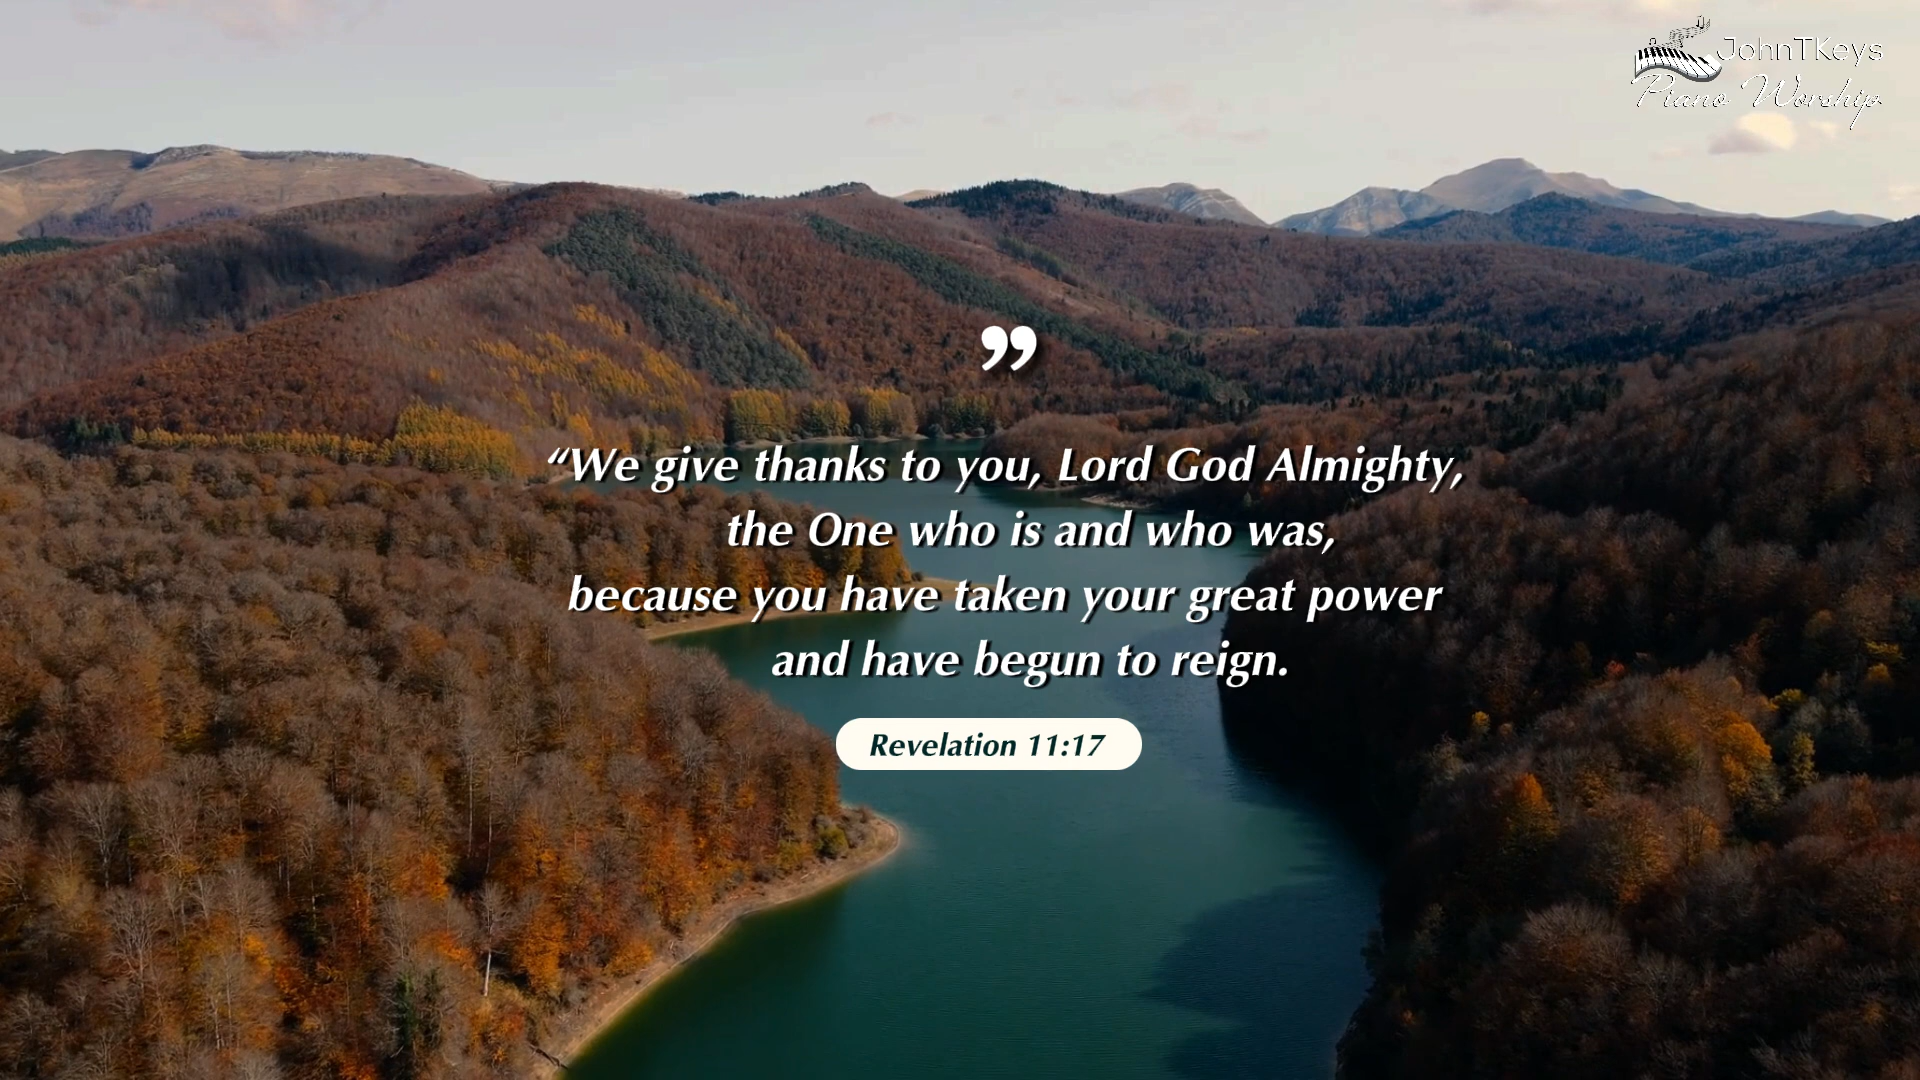 JohnTKeys
Piano Worship
”
“We give thanks to you, Lord God Almighty,
the One who is and who was,
because you have taken your great power
and have begun to reign.
Revelation 11:17